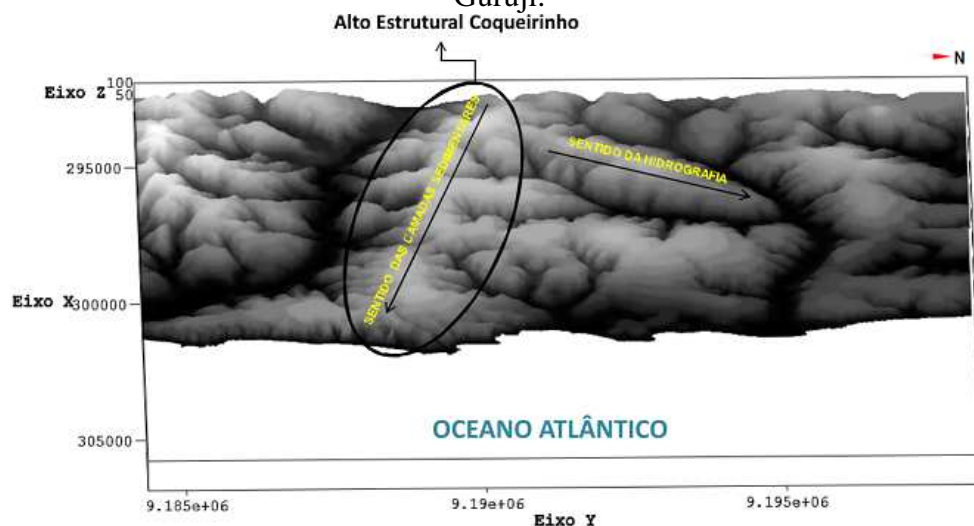 Guruji.
Alto Estrutural Coqueirinho
N
Eixo Z
100
50
295000
SENTIDO DAS CAMADAS SEDIMENTARES
SENTIDO DA HIDROGRAFIA
Eixo X
300000
305000
OCEANO ATLÂNTICO
9.185e+06
9.19e+06
9.195e+06
Eixo Y